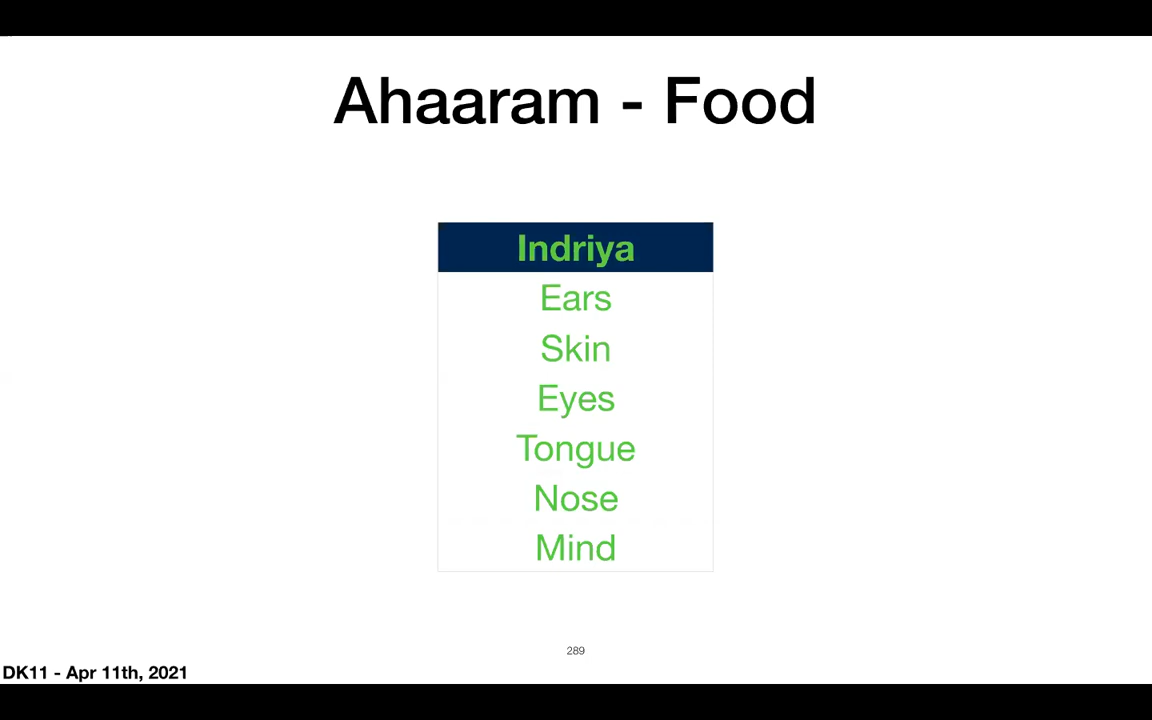 Ahaaram - Food
Indriya
Ears
Skin
Eyes
Tongue
Nose
Mind
289
DK11 - Apr 11th, 2021